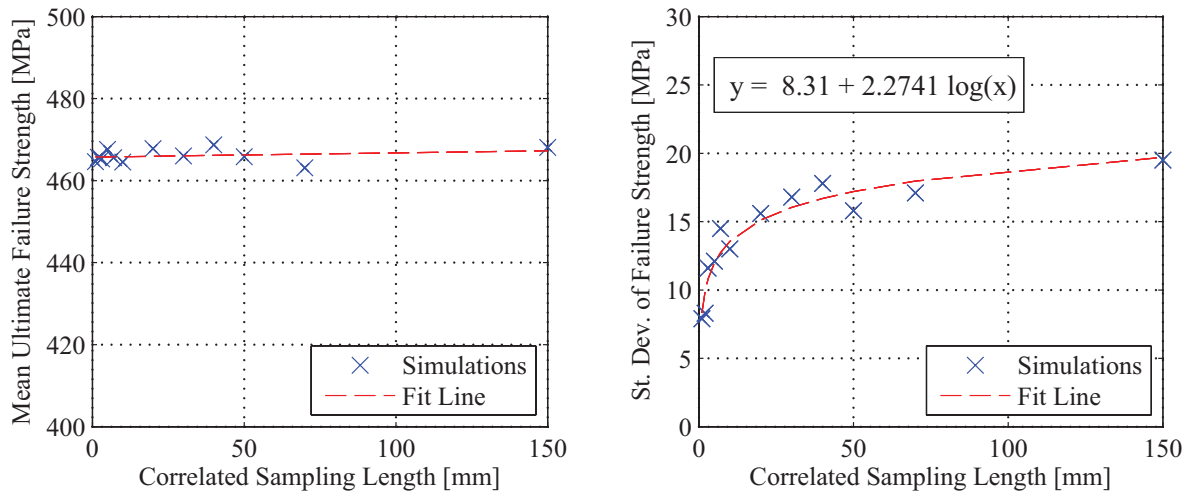 Mean Ultimate Failure Strength [MPa]
500
480
460
440
420
400
0
50
100
150
Correlated Sampling Length [mm]
Simulations
Fit Line
St. Dev. of Failure Strength [MPa]
30
25
20
15
10
5
0
0
50
100
150
Correlated Sampling Length [mm]
y = 8.31 + 2.2741 log(x)
Simulations
Fit Line